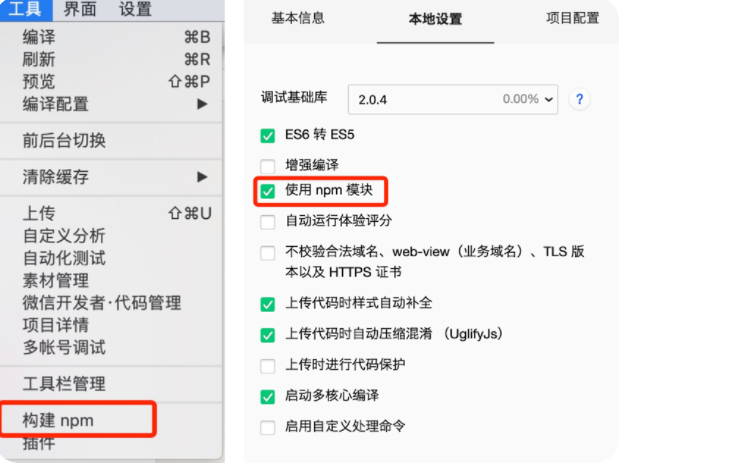 工具 界面 设置
编译 ⌘B
刷新 ⌘R
预览 ⇧⌘P
编译配置 ▶
前后台切换
清除缓存 ▶
上传 ⇧⌘U
自定义分析
自动化测试
素材管理
微信开发者·代码管理
项目详情
多帐号调试
工具栏管理
构建 npm
插件
基本信息 本地设置 项目配置
调试基础库 2.0.4 0.00% ?
ES6 转 ES5
增强编译
使用 npm 模块
自动运行体验评分
不校验合法域名、web-view（业务域名）、TLS 版
本以及 HTTPS 证书
上传代码时样式自动补全
上传代码时自动压缩混淆 （UglifyJs）
上传时进行代码保护
启动多核心编译
启用自定义处理命令